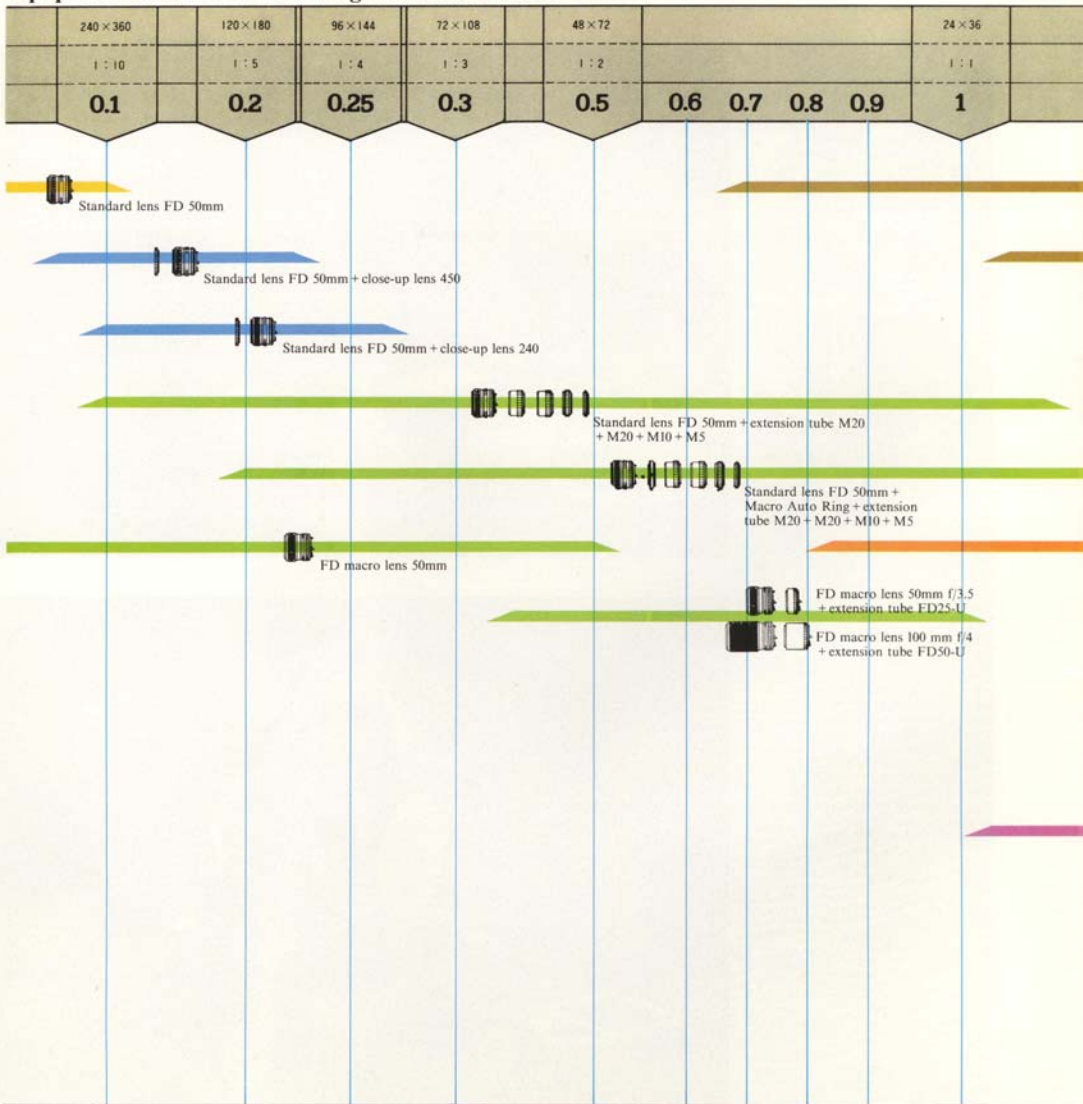 240×360 120×180 96×144 72×108 48×72 24×36
1:10 1:5 1:4 1:3 1:2 1:1
0.1 0.2 0.25 0.3 0.5 0.6 0.7 0.8 0.9 1
Standard lens FD 50mm
Standard lens FD 50mm+close-up lens 450
Standard lens FD 50mm+close-up lens 240
Standard lens FD 50mm+extension tube M20
+M20+M10+M5
Standard lens FD 50mm+
Macro Auto Ring+extension
tube M20+M20+M10+M5
FD macro lens 50mm
FD macro lens 50mm f/3.5
+extension tube FD25-U
FD macro lens 100 mm f/4
+extension tube FD50-U